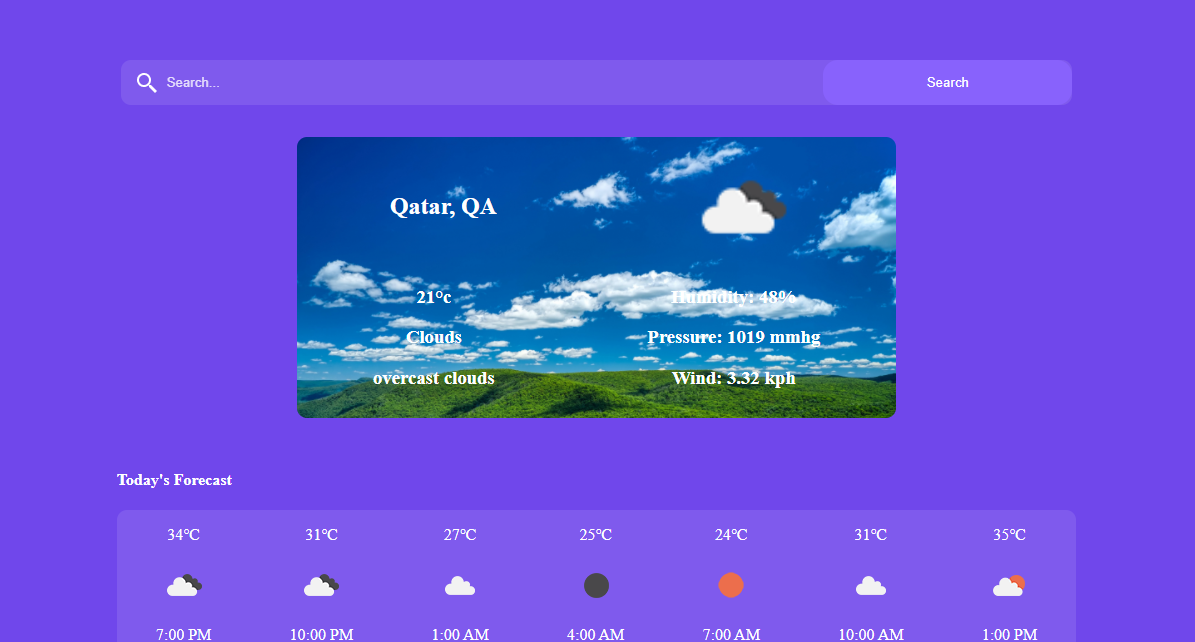 Search...
Search
Qatar, QA
21°c
Humidity: 48%
Clouds
Pressure: 1019 mmhg
overcast clouds
Wind: 3.32 kph
Today's Forecast
34°C 31°C 27°C 25°C 24°C 31°C 35°C
7:00 PM 10:00 PM 1:00 AM 4:00 AM 7:00 AM 10:00 AM 1:00 PM